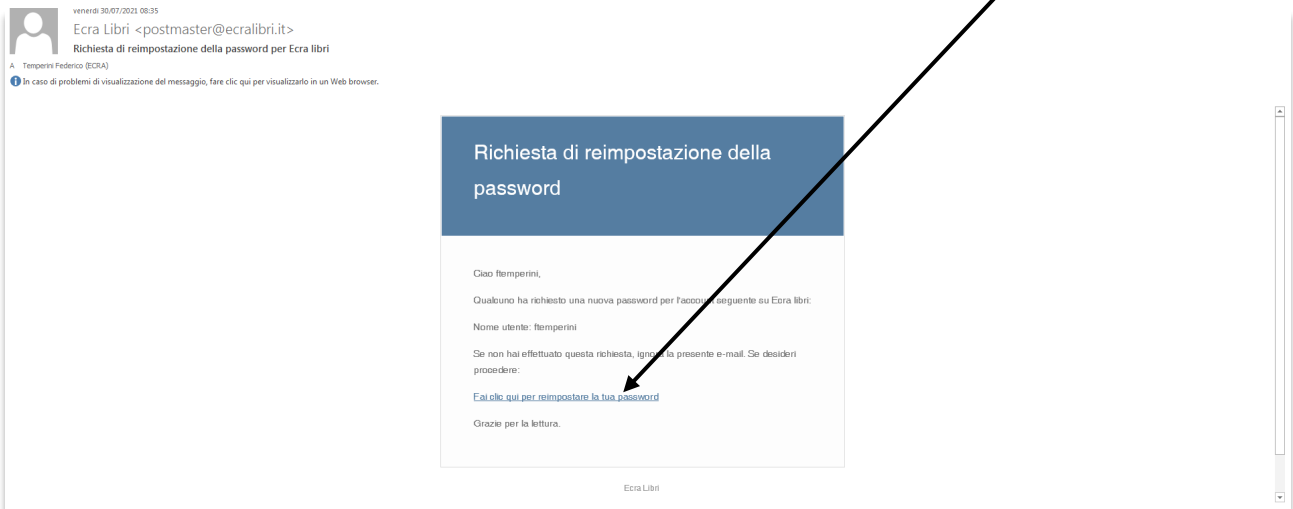 venerdì 30/07/2021 08:35
Ecra Libri <postmaster@ecralibri.it>
Richiesta di reimpostazione della password per Ecra libri
A Temperini Federico (ECRA)
In caso di problemi di visualizzazione del messaggio, fare clic qui per visualizzarlo in un Web browser.
Richiesta di reimpostazione della
password
Ciao ftemperini,
Qualcuno ha richiesto una nuova password per l'account seguente su Ecra libri:
Nome utente: ftemperini
Se non hai effettuato questa richiesta, ignora la presente e-mail. Se desideri
procedere:
Fai clic qui per reimpostare la tua password
Grazie per la lettura.
Ecra Libri